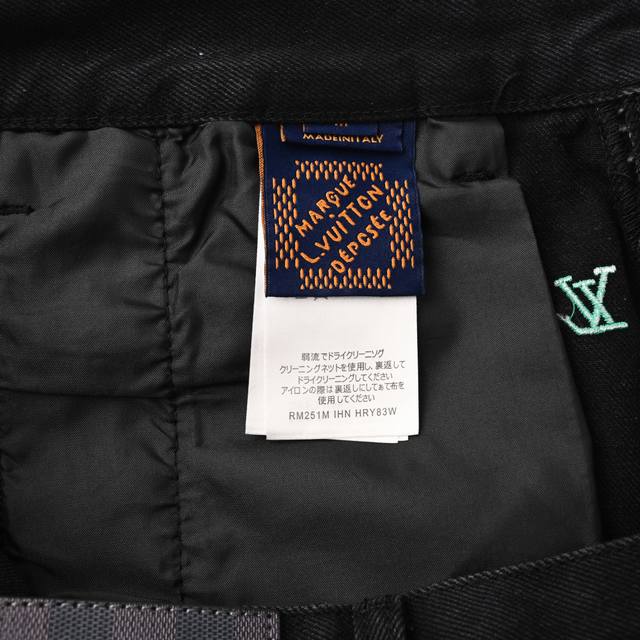 MADE IN ITALY
MARQUE
L.VUITTON
DÉPOSÉE
LV
弱流でドライクリーニング
クリーニングネットを使用し、裏返して
ドライクリーニングしてください
アイロンの際は裏返しにしてあて布を
使用してください。
RM251M IHN HRY83W